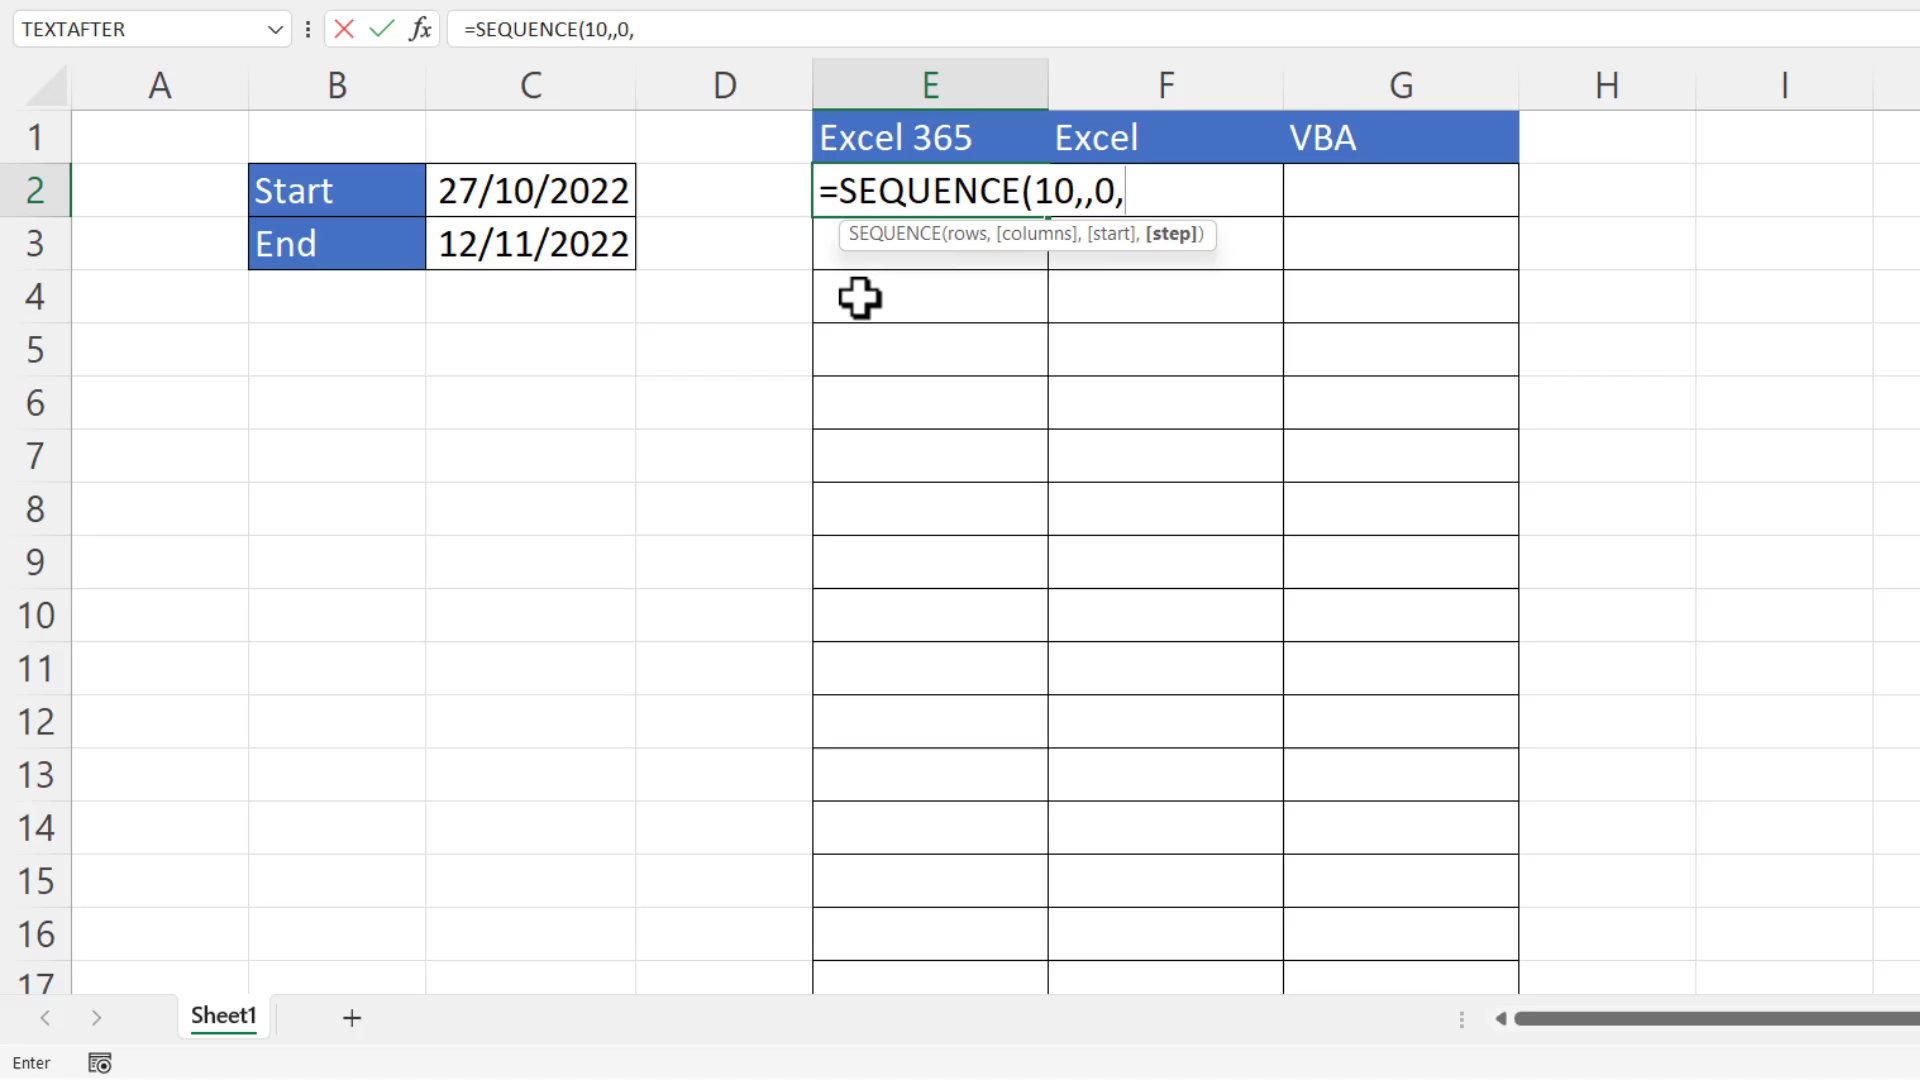 TEXTAFTER fx =SEQUENCE(10,,0,
A B C D E F G H I
1 Excel 365 Excel VBA
2 Start 27/10/2022 =SEQUENCE(10,,0,
3 End 12/11/2022 SEQUENCE(rows, [columns], [start], [step])
4
5
6
7
8
9
10
11
12
13
14
15
16
17
Sheet1
Enter